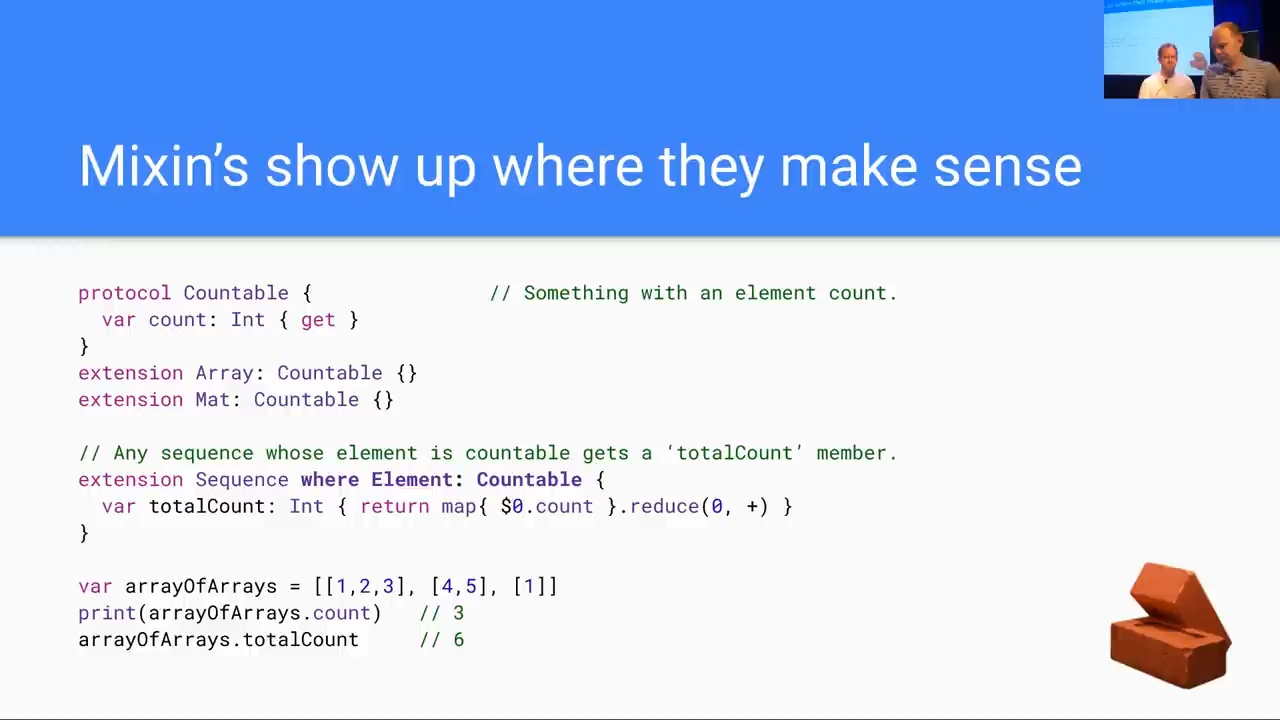 Mixin’s show up where they make sense
protocol Countable {               // Something with an element count.
  var count: Int { get }
}
extension Array: Countable {}
extension Mat: Countable {}

// Any sequence whose element is countable gets a ‘totalCount’ member.
extension Sequence where Element: Countable {
  var totalCount: Int { return map{ $0.count }.reduce(0, +) }
}

var arrayOfArrays = [[1,2,3], [4,5], [1]]
print(arrayOfArrays.count)   // 3
arrayOfArrays.totalCount     // 6